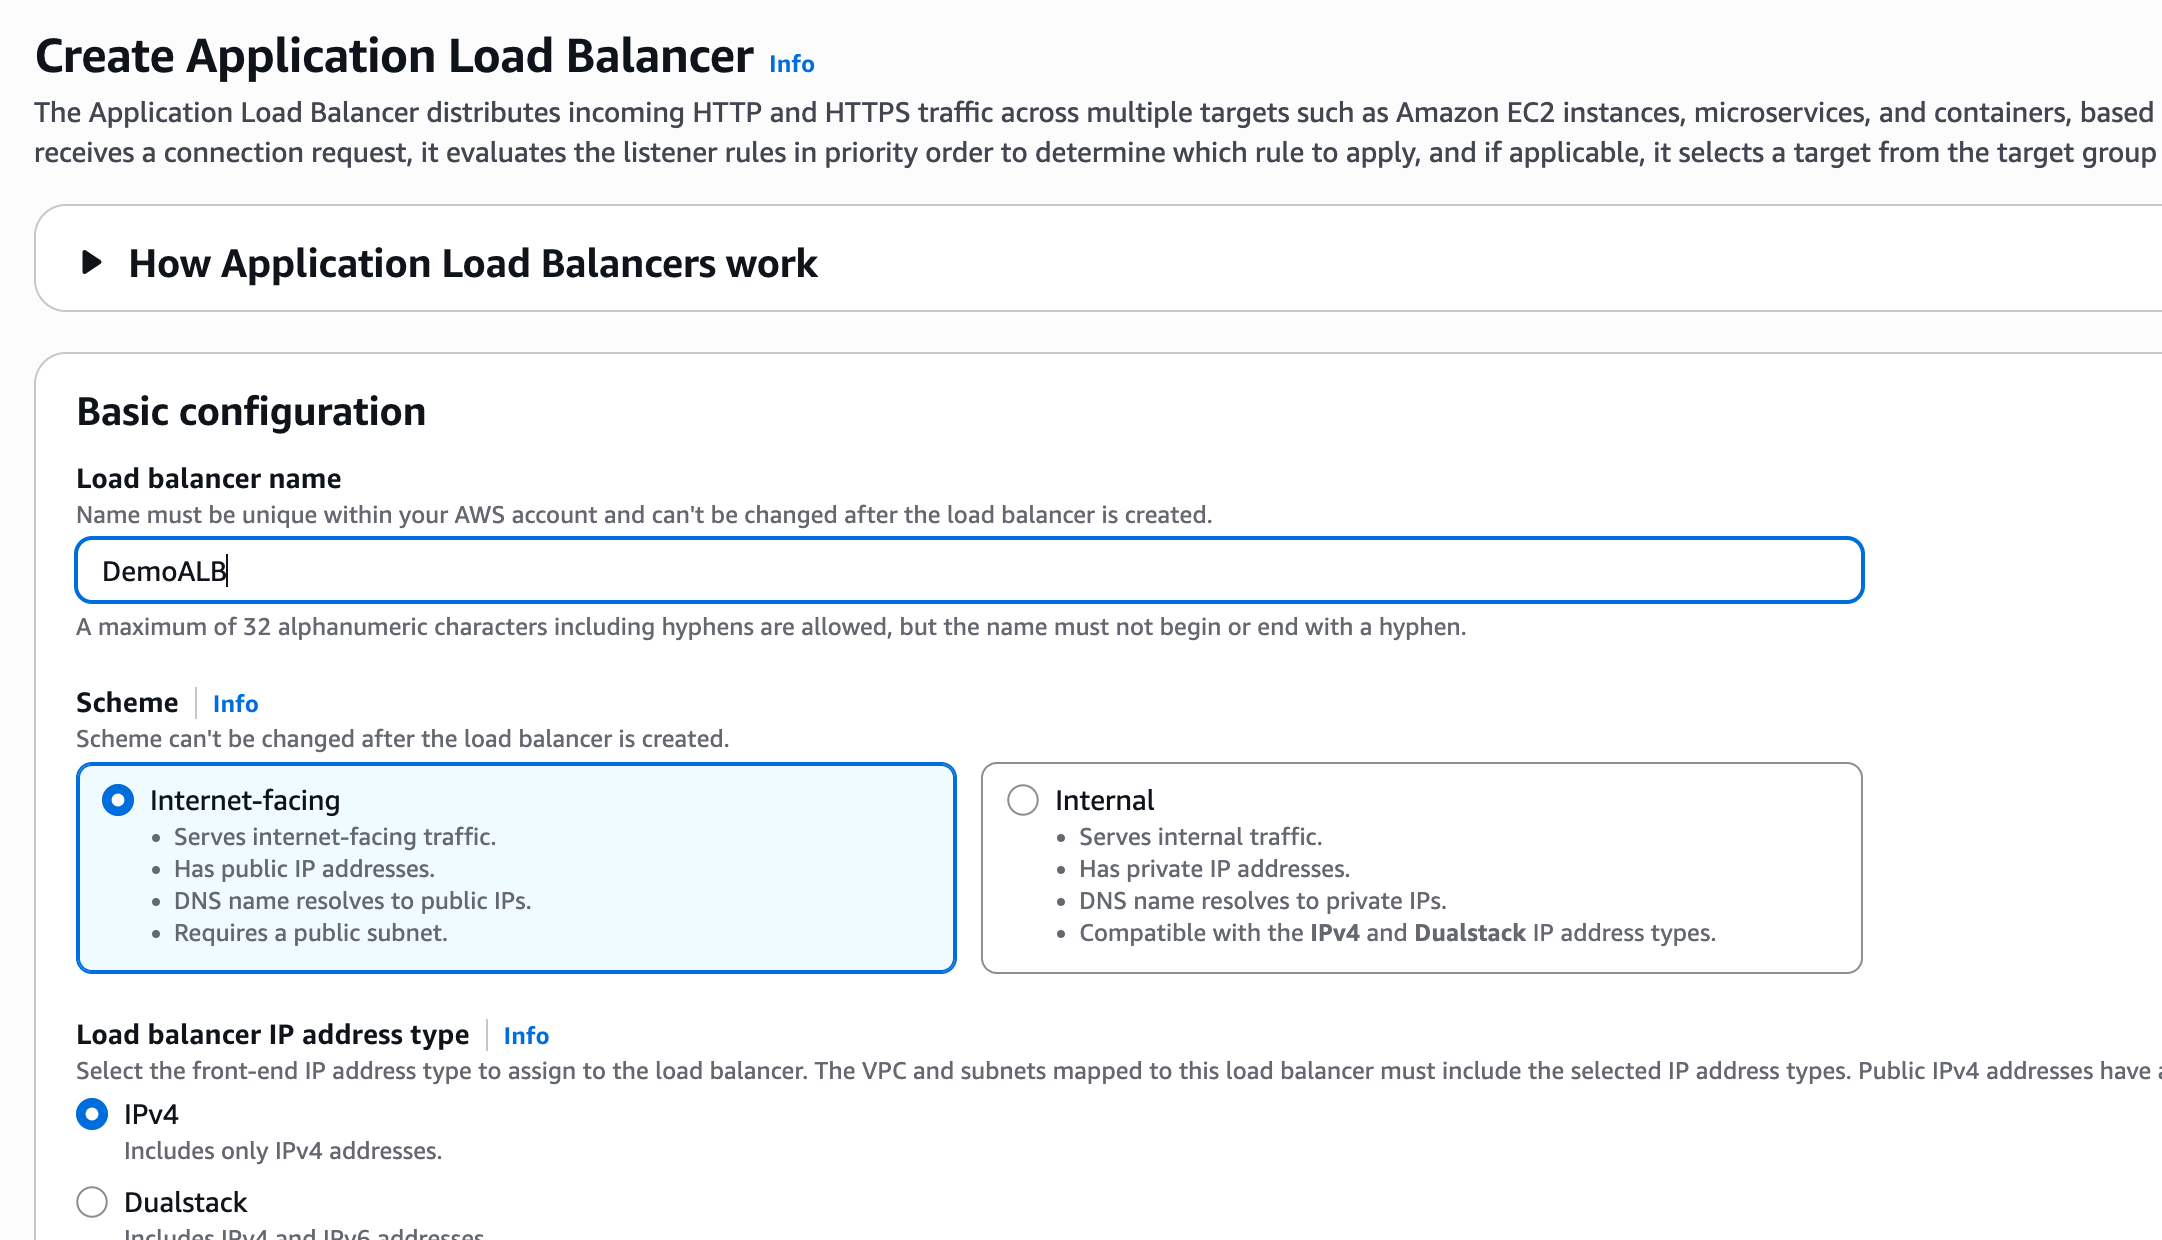 Create Application Load Balancer Info
The Application Load Balancer distributes incoming HTTP and HTTPS traffic across multiple targets such as Amazon EC2 instances, microservices, and containers, based
receives a connection request, it evaluates the listener rules in priority order to determine which rule to apply, and if applicable, it selects a target from the target group
How Application Load Balancers work
Basic configuration
Load balancer name
Name must be unique within your AWS account and can't be changed after the load balancer is created.
DemoALB
A maximum of 32 alphanumeric characters including hyphens are allowed, but the name must not begin or end with a hyphen.
Scheme Info
Scheme can't be changed after the load balancer is created.
Internet-facing
• Serves internet-facing traffic.
• Has public IP addresses.
• DNS name resolves to public IPs.
• Requires a public subnet.
Internal
• Serves internal traffic.
• Has private IP addresses.
• DNS name resolves to private IPs.
• Compatible with the IPv4 and Dualstack IP address types.
Load balancer IP address type Info
Select the front-end IP address type to assign to the load balancer. The VPC and subnets mapped to this load balancer must include the selected IP address types. Public IPv4 addresses have
IPv4
Includes only IPv4 addresses.
Dualstack
Includes IPv4 and IPv6 addresses.